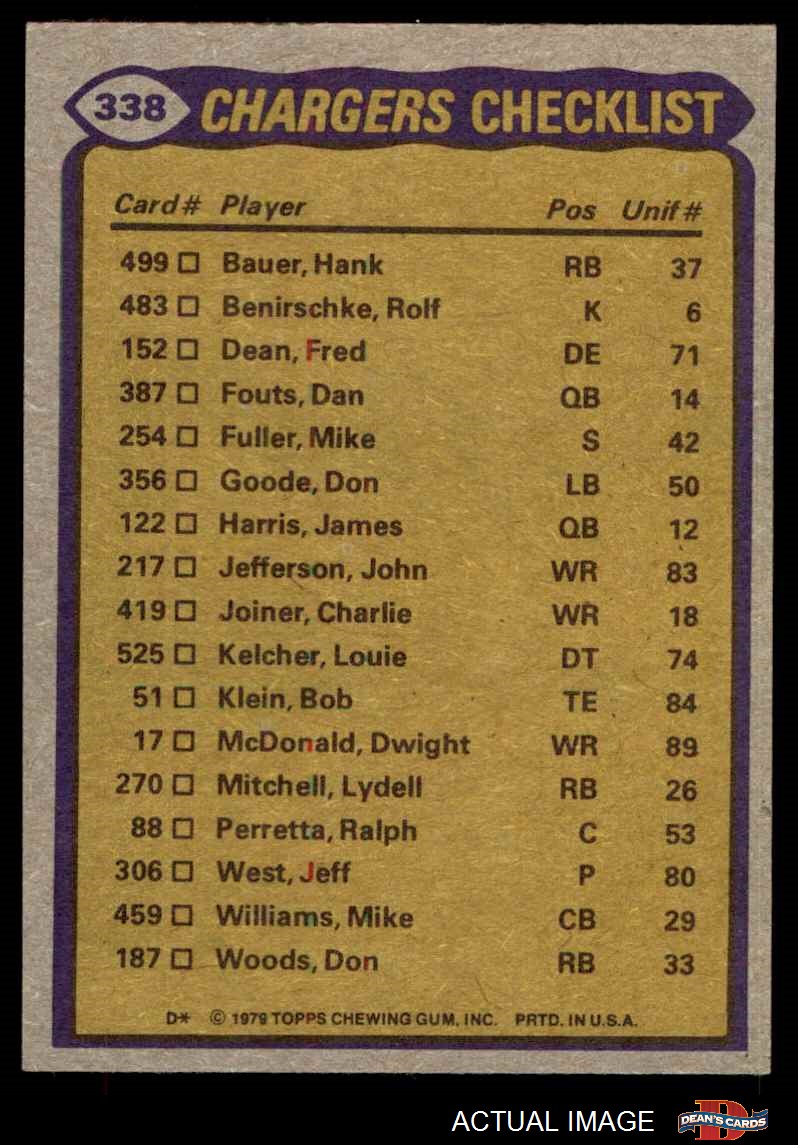 338 CHARGERS CHECKLIST
Card# Player Pos Unif#
499 □ Bauer, Hank RB 37
483 □ Benirschke, Rolf K 6
152 □ Dean, Fred DE 71
387 □ Fouts, Dan QB 14
254 □ Fuller, Mike S 42
356 □ Goode, Don LB 50
122 □ Harris, James QB 12
217 □ Jefferson, John WR 83
419 □ Joiner, Charlie WR 18
525 □ Kelcher, Louie DT 74
51 □ Klein, Bob TE 84
17 □ McDonald, Dwight WR 89
270 □ Mitchell, Lydell RB 26
88 □ Perretta, Ralph C 53
306 □ West, Jeff P 80
459 □ Williams, Mike CB 29
187 □ Woods, Don RB 33
D* © 1979 TOPPS CHEWING GUM, INC. PRTD. IN U.S.A.
ACTUAL IMAGE
D
DEAN'S CARDS